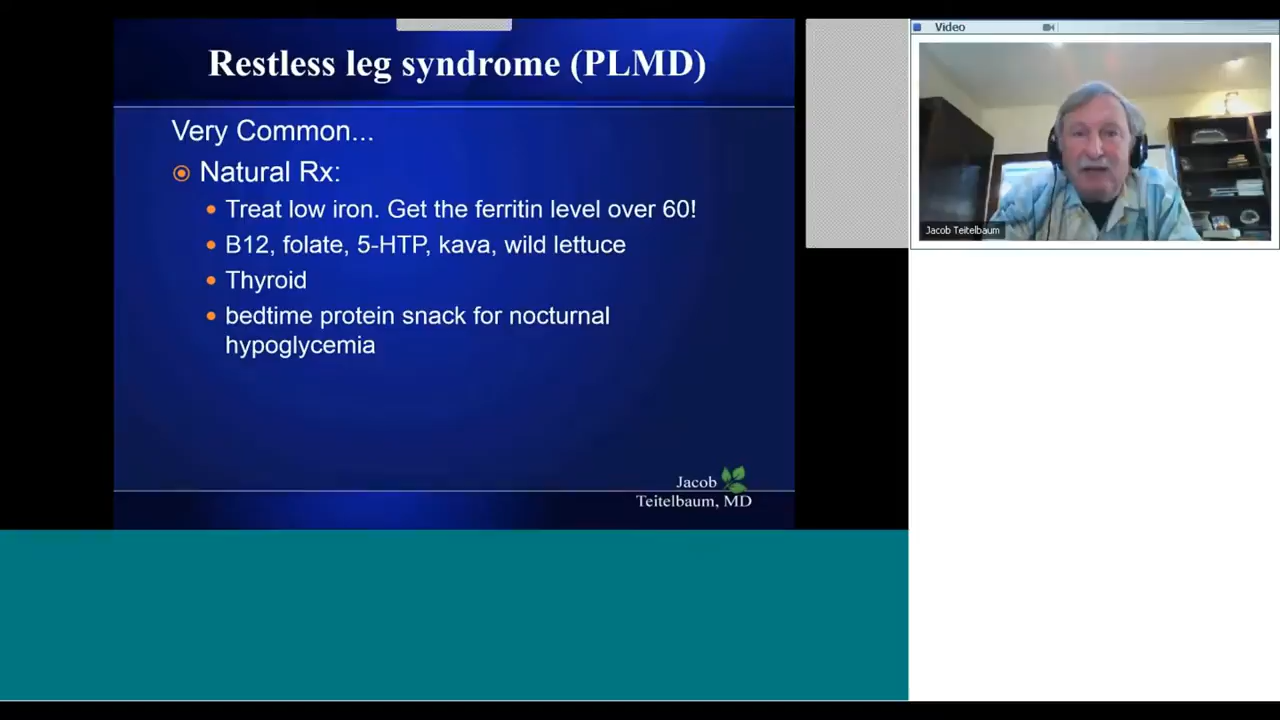 Restless leg syndrome (PLMD)
Very Common...
Natural Rx:
Treat low iron. Get the ferritin level over 60!
B12, folate, 5-HTP, kava, wild lettuce
Thyroid
bedtime protein snack for nocturnal
hypoglycemia
Jacob
Teitelbaum, MD
Video
Jacob Teitelbaum